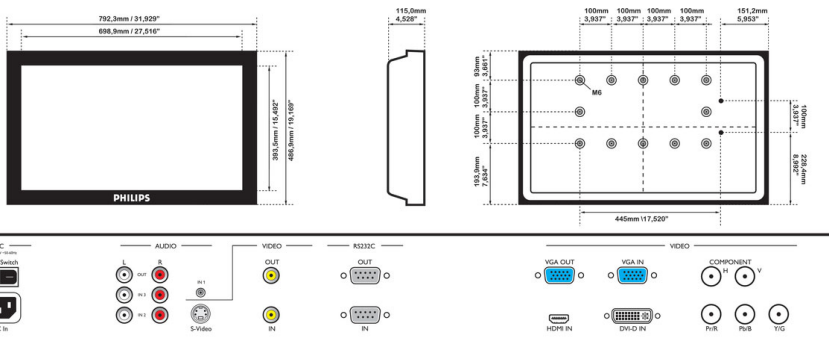 792,3mm / 31,929"
698,9mm / 27,516"
393,5mm / 15,492"
486,9mm / 19,169"
PHILIPS
115,0mm
4,528"
100mm 100mm 100mm 100mm
3,937" 3,937" 3,937" 3,937"
151,2mm
5,953"
93mm
3,661"
100mm
3,937"
100mm
3,937"
193,9mm
7,634"
M6
100mm
3,937"
228,4mm
8,992"
445mm \17,520"
C
Switch
In
AUDIO
L R
OUT
IN 3
IN 2
IN 1
S-Video
VIDEO
OUT
IN
RS232C
OUT
IN
VIDEO
VGA OUT
VGA IN
COMPONENT
H V
HDMI IN
DVI-D IN
Pr/R
Pb/B
Y/G